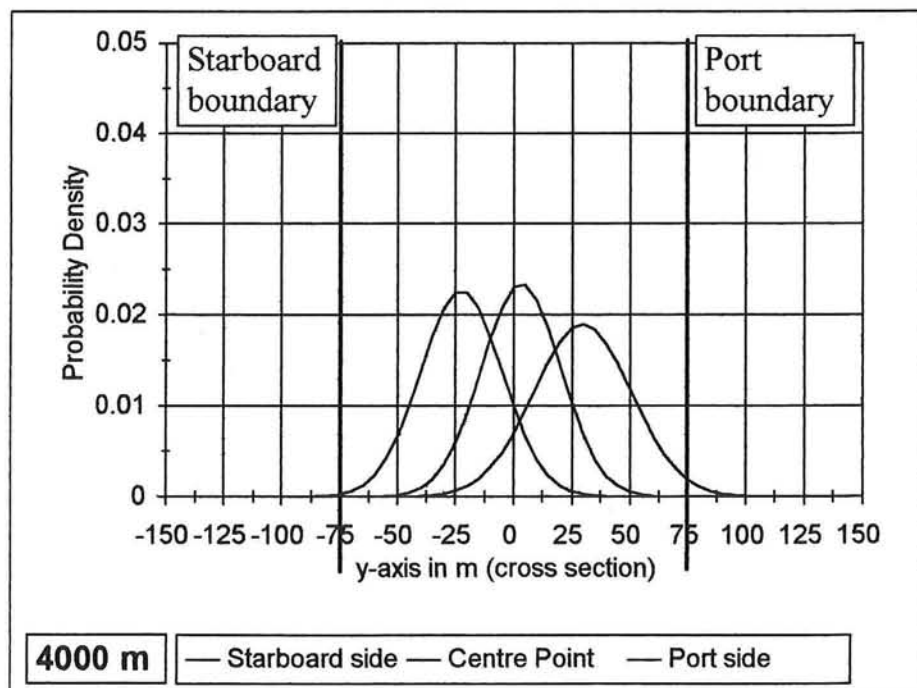 0.05
Starboard
boundary
Port
boundary
0.04
0.03
0.02
0.01
0
Probability Density
-150 -125 -100 -75 -50 -25 0 25 50 75 100 125 150
y-axis in m (cross section)
4000 m
Starboard side Centre Point Port side